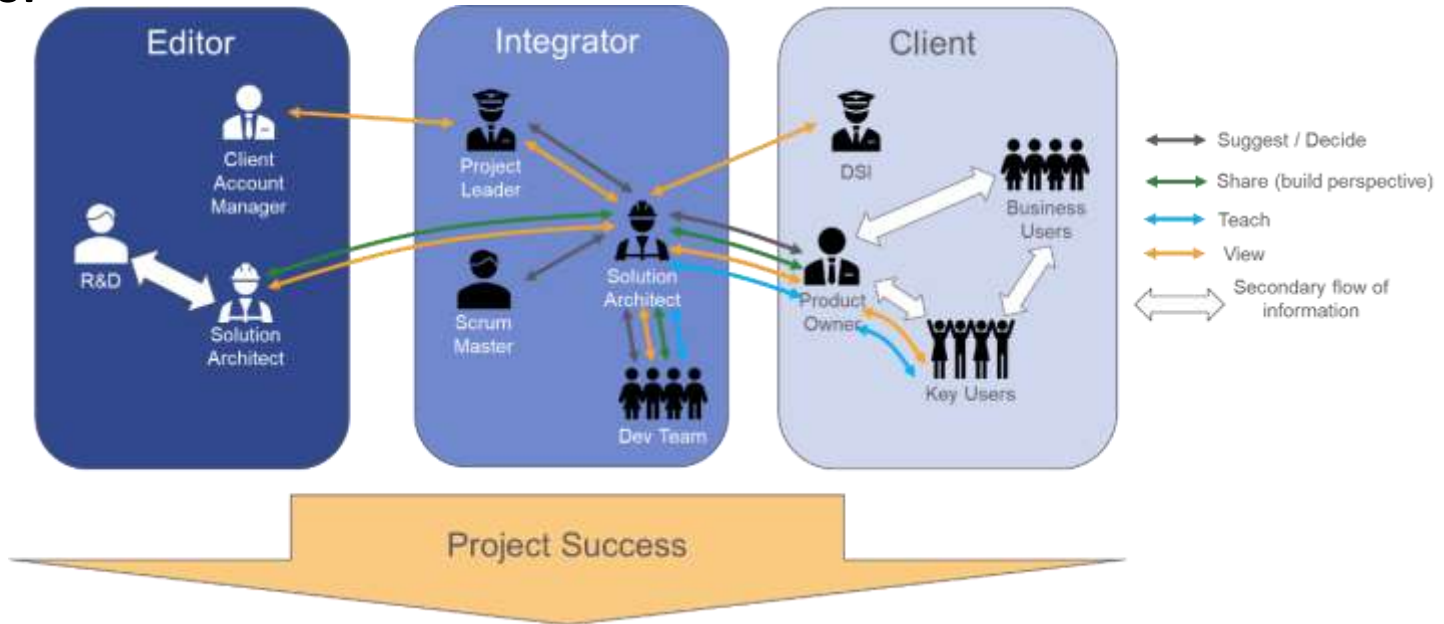 Editor
Client
Account
Manager
R&D
Solution
Architect
Integrator
Project
Leader
Solution
Architect
Scrum
Master
Dev Team
Client
DSI
Business
Users
Product
Owner
Key Users
Suggest / Decide
Share (build perspective)
Teach
View
Secondary flow of
information
Project Success